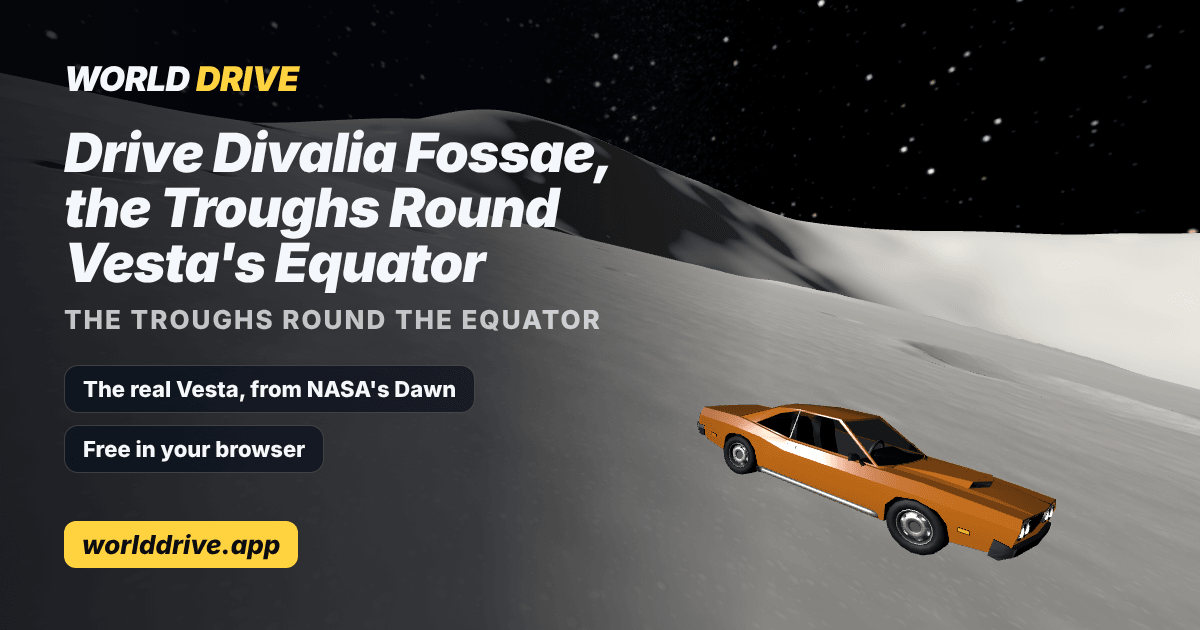 WORLD DRIVE
Drive Divalia Fossae,
the Troughs Round
Vesta's Equator
THE TROUGHS ROUND THE EQUATOR
The real Vesta, from NASA's Dawn
Free in your browser
worlddrive.app